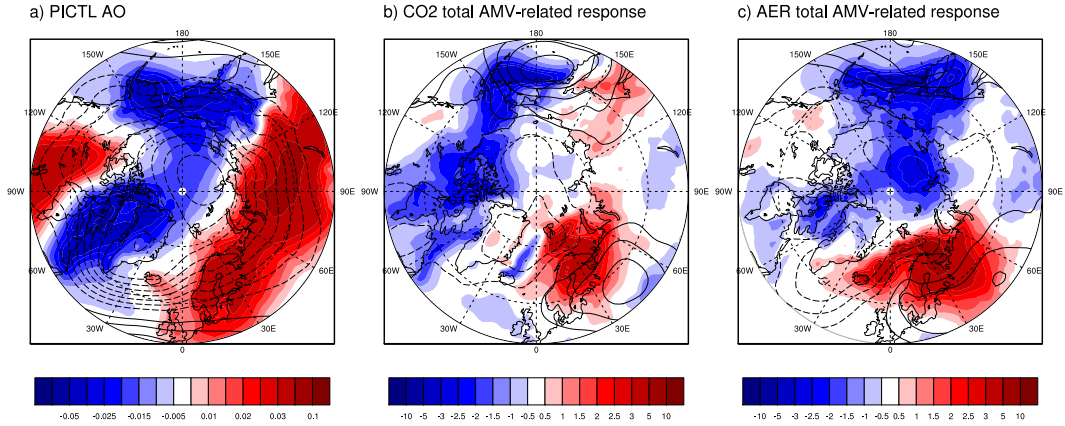 a) PICTL AO
b) CO2 total AMV-related response
c) AER total AMV-related response
180
150W
150E
120W
120E
90W
90E
60W
60E
30W
30E
0
180
150W
150E
120W
120E
90W
90E
60W
60E
30W
30E
0
180
150W
150E
120W
120E
90W
90E
60W
60E
30W
30E
0
-0.05 -0.025 -0.015 -0.005 0.01 0.02 0.03 0.1
-10 -5 -3 -2.5 -2 -1.5 -1 -0.5 0.5 1 1.5 2 2.5 3 5 10
-10 -5 -3 -2.5 -2 -1.5 -1 -0.5 0.5 1 1.5 2 2.5 3 5 10